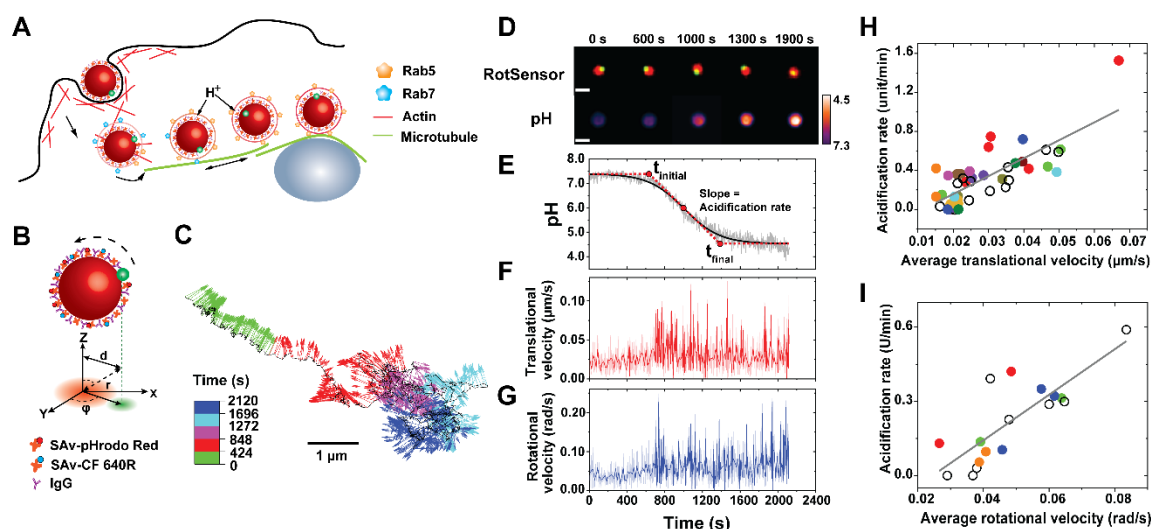 A
H+
Rab5
Rab7
Actin
Microtubule
B
Z
d
r
X
Y
φ
SAv-pHrodo Red
SAv-CF 640R
IgG
C
Time (s)
2120
1696
1272
848
424
0
1 μm
D
0 s 600 s 1000 s 1300 s 1900 s
RotSensor
pH
4.5
7.3
E
8.0
7.0
6.0
5.0
4.0
pH
tinitial
Slope =
Acidification rate
tfinal
F
0.10
0.05
0.00
Translational
velocity (μm/s)
G
0.20
0.10
0.00
Rotational
velocity (rad/s)
0 400 800 1200 1600 2000 2400
Time (s)
H
1.6
1.2
0.8
0.4
0.0
Acidification rate (unit/min)
0.01 0.02 0.03 0.04 0.05 0.06 0.07
Average translational velocity (μm/s)
I
0.6
0.3
0.0
Acidification rate (U/min)
0.02 0.04 0.06 0.08
Average rotational velocity (rad/s)